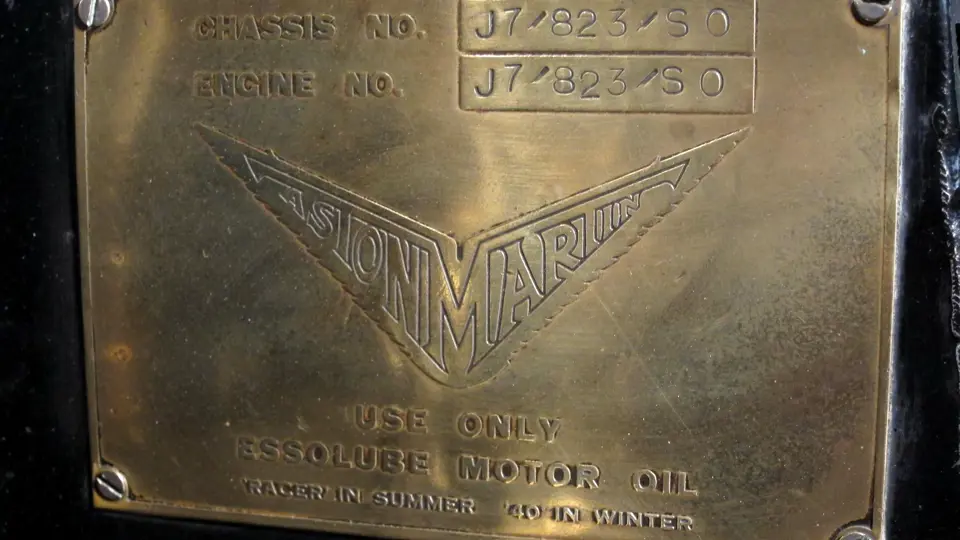 CHASSIS NO. J7/823/SO
ENGINE NO. J7/823/SO
ASTON MARTIN
USE ONLY
ESSOLUBE MOTOR OIL
'RACER' IN SUMMER '40 IN WINTER